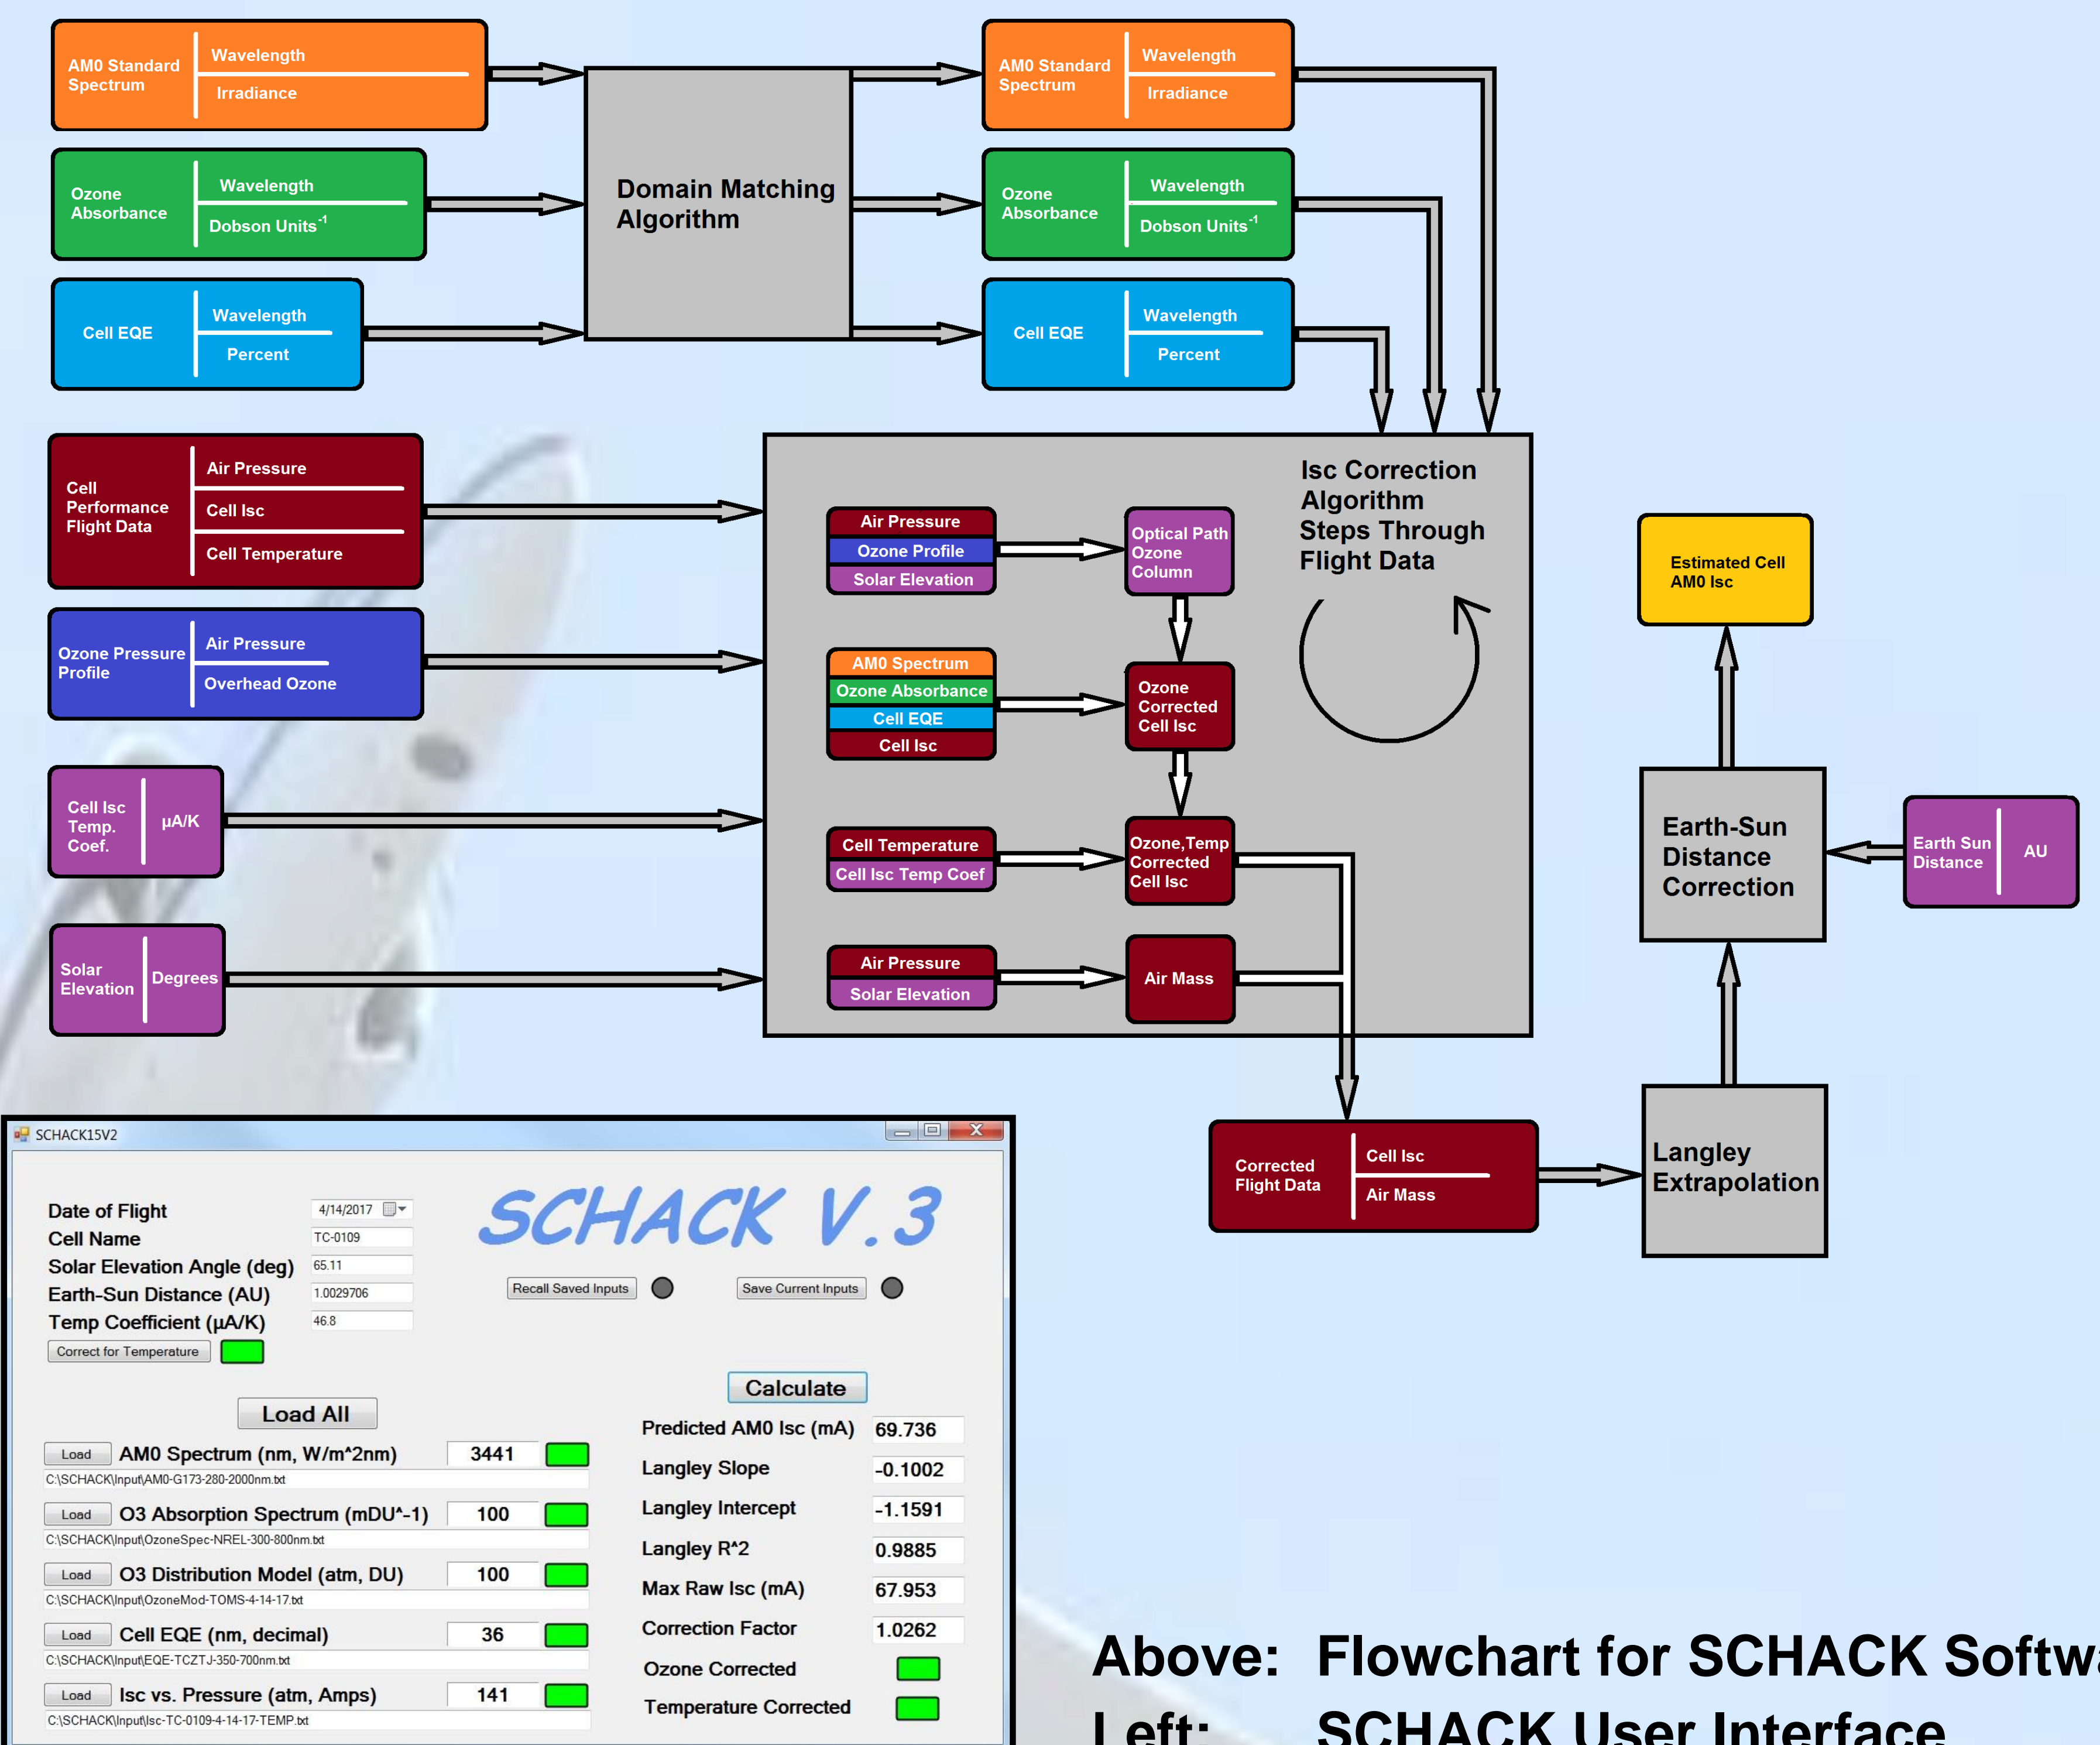 AM0 Standard
Spectrum
Wavelength
Irradiance
Ozone
Absorbance
Wavelength
Dobson Units-1
Cell EQE
Wavelength
Percent
Domain Matching
Algorithm
AM0 Standard
Spectrum
Wavelength
Irradiance
Ozone
Absorbance
Wavelength
Dobson Units-1
Cell EQE
Wavelength
Percent
Cell
Performance
Flight Data
Air Pressure
Cell Isc
Cell Temperature
Ozone Pressure
Profile
Air Pressure
Overhead Ozone
Cell Isc
Temp.
Coef.
µA/K
Solar
Elevation
Degrees
Isc Correction
Algorithm
Steps Through
Flight Data
Air Pressure
Ozone Profile
Solar Elevation
Optical Path
Ozone
Column
AM0 Spectrum
Ozone Absorbance
Cell EQE
Cell Isc
Ozone
Corrected
Cell Isc
Cell Temperature
Cell Isc Temp Coef
Ozone,Temp
Corrected
Cell Isc
Air Pressure
Solar Elevation
Air Mass
Corrected
Flight Data
Cell Isc
Air Mass
Langley
Extrapolation
Earth-Sun
Distance
Correction
Earth Sun
Distance
AU
Estimated Cell
AM0 Isc
SCHACK15V2
SCHACK V.3
Date of Flight 4/14/2017
Cell Name TC-0109
Solar Elevation Angle (deg) 65.11
Earth-Sun Distance (AU) 1.0029706
Temp Coefficient (µA/K) 46.8
Correct for Temperature
Recall Saved Inputs
Save Current Inputs
Load All
Load AM0 Spectrum (nm, W/m^2nm) 3441
C:\SCHACK\Input\AM0-G173-280-2000nm.txt
Load O3 Absorption Spectrum (mDU^-1) 100
C:\SCHACK\Input\OzoneSpec-NREL-300-800nm.txt
Load O3 Distribution Model (atm, DU) 100
C:\SCHACK\Input\OzoneMod-TOMS-4-14-17.txt
Load Cell EQE (nm, decimal) 36
C:\SCHACK\Input\EQE-TCZTJ-350-700nm.txt
Load Isc vs. Pressure (atm, Amps) 141
C:\SCHACK\Input\Isc-TC-0109-4-14-17-TEMP.txt
Calculate
Predicted AM0 Isc (mA) 69.736
Langley Slope -0.1002
Langley Intercept -1.1591
Langley R^2 0.9885
Max Raw Isc (mA) 67.953
Correction Factor 1.0262
Ozone Corrected
Temperature Corrected
Above: Flowchart for SCHACK Softwa
Left: SCHACK User Interface